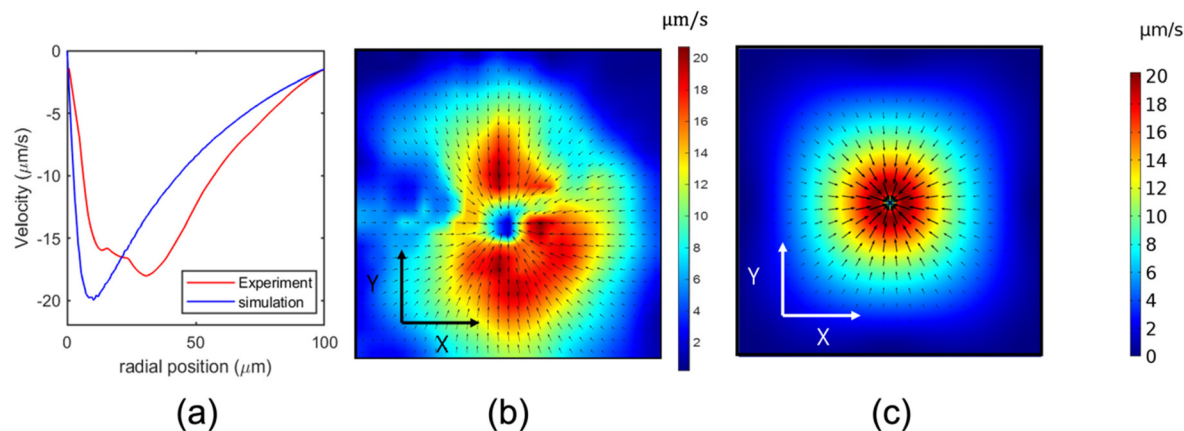 0
-5
-10
-15
-20
Velocity (μm/s)
Experiment
simulation
0 50 100
radial position (μm)
(a)
μm/s
20
18
16
14
12
10
8
6
4
2
Y
X
(b)
μm/s
20
18
16
14
12
10
8
6
4
2
0
Y
X
(c)